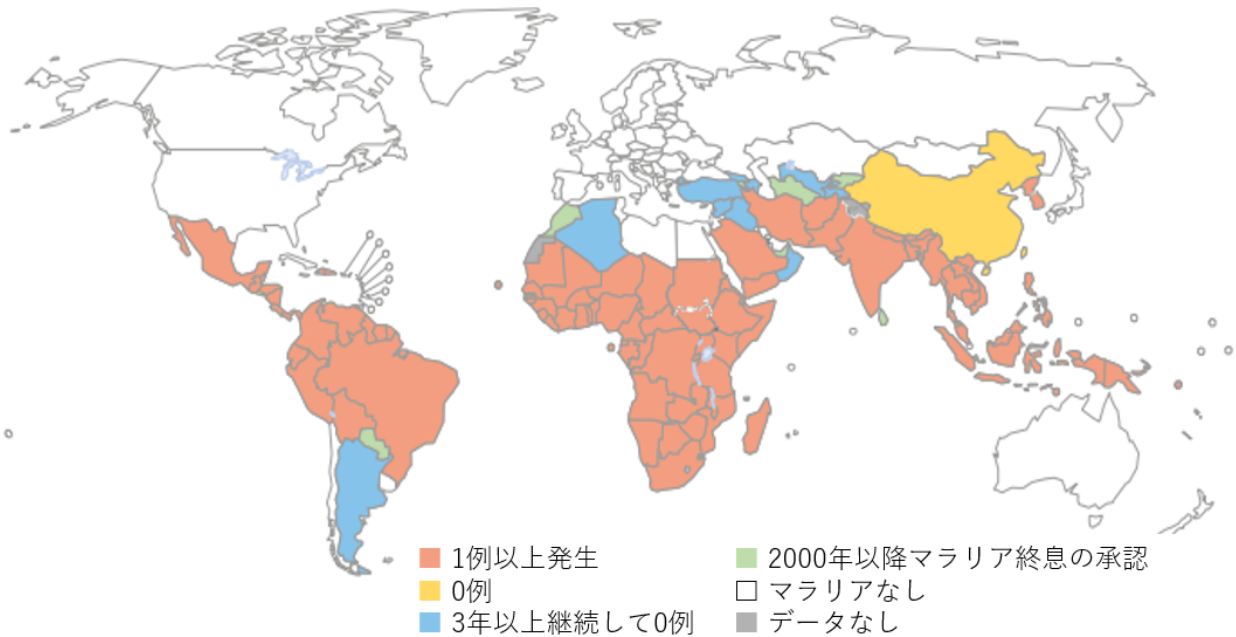 1例以上発生
0例
3年以上継続して0例
2000年以降マラリア終息の承認
マラリアなし
データなし